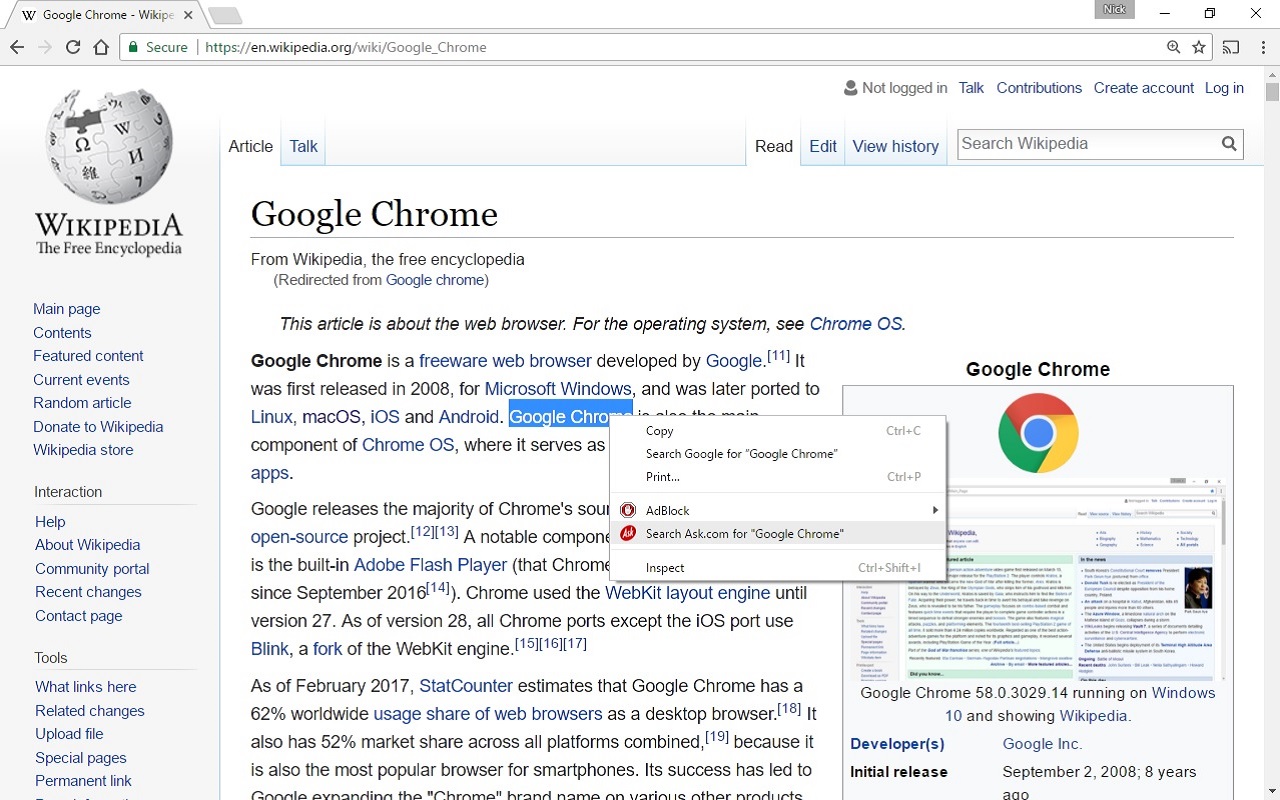 Google Chrome - Wikipe
Nick
Secure
https://en.wikipedia.org/wiki/Google_Chrome
Not logged in Talk Contributions Create account Log in
Article Talk Read Edit View history Search Wikipedia
WIKIPEDIA
The Free Encyclopedia
Main page
Contents
Featured content
Current events
Random article
Donate to Wikipedia
Wikipedia store
Interaction
Help
About Wikipedia
Community portal
Recent changes
Contact page
Tools
What links here
Related changes
Upload file
Special pages
Permanent link
Google Chrome
From Wikipedia, the free encyclopedia
(Redirected from Google chrome)
This article is about the web browser. For the operating system, see Chrome OS.
Google Chrome is a freeware web browser developed by Google.[11] It
was first released in 2008, for Microsoft Windows, and was later ported to
Linux, macOS, iOS and Android. Google Chrome is also the main
component of Chrome OS, where it serves as
apps.
Google releases the majority of Chrome's
open-source project.[12][13] A notable
is the built-in Adobe Flash Player (that Chrome
since September 2016[14]). Chrome used the WebKit layout engine until
version 27. As of version 28, all Chrome ports except the iOS port use
Blink, a fork of the WebKit engine.[15][16][17]
As of February 2017, StatCounter estimates that Google Chrome has a
62% worldwide usage share of web browsers as a desktop browser.[18] It
also has 52% market share across all platforms combined,[19] because it
is also the most popular browser for smartphones. Its success has led to
Google expanding the "Chrome" brand name on various other products
Copy Ctrl+C
Search Google for "Google Chrome"
Print... Ctrl+P
AdBlock
Ask
Search Ask.com for "Google Chrome"
Inspect Ctrl+Shift+I
Google Chrome
Google Chrome 58.0.3029.14 running on Windows
10 and showing Wikipedia.
Developer(s) Google Inc.
Initial release September 2, 2008; 8 years
ago